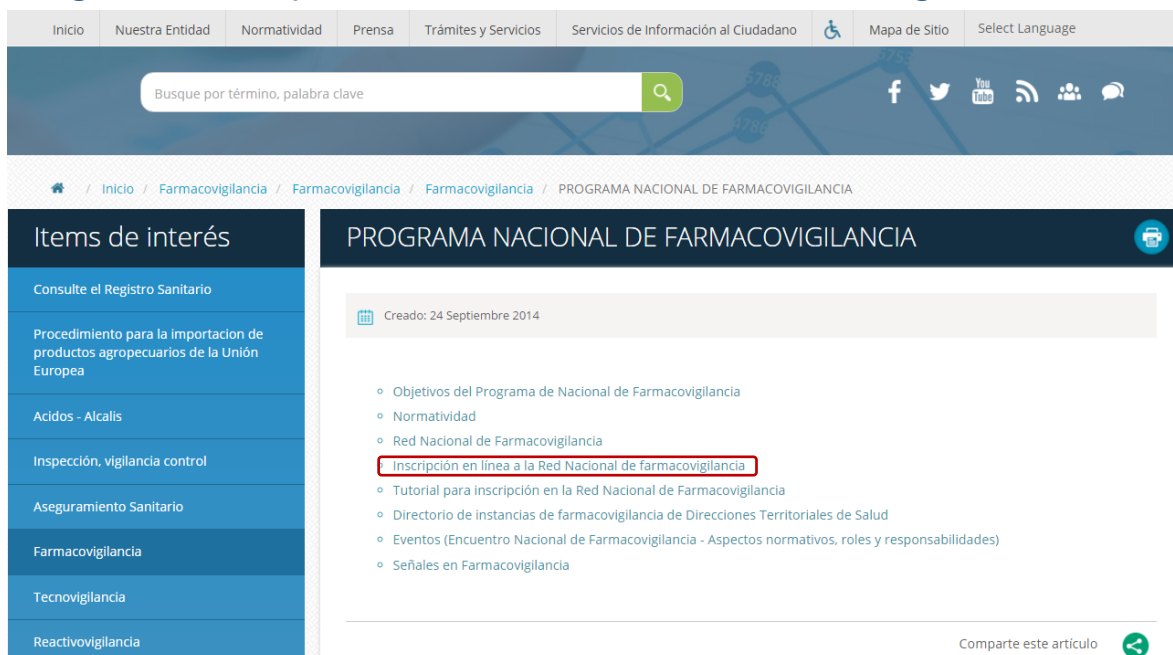 Inicio Nuestra Entidad Normatividad Prensa Trámites y Servicios Servicios de Información al Ciudadano Mapa de Sitio Select Language
Busque por término, palabra clave
You
Tube
5753
5788
4786
/ Inicio / Farmacovigilancia / Farmacovigilancia / Farmacovigilancia / PROGRAMA NACIONAL DE FARMACOVIGILANCIA
Items de interés
Consulte el Registro Sanitario
Procedimiento para la importacion de
productos agropecuarios de la Unión
Europea
Acidos - Alcalis
Inspección, vigilancia control
Aseguramiento Sanitario
Farmacovigilancia
Tecnovigilancia
Reactivovigilancia
PROGRAMA NACIONAL DE FARMACOVIGILANCIA
Creado: 24 Septiembre 2014
Objetivos del Programa de Nacional de Farmacovigilancia
Normatividad
Red Nacional de Farmacovigilancia
Inscripción en línea a la Red Nacional de farmacovigilancia
Tutorial para inscripción en la Red Nacional de Farmacovigilancia
Directorio de instancias de farmacovigilancia de Direcciones Territoriales de Salud
Eventos (Encuentro Nacional de Farmacovigilancia - Aspectos normativos, roles y responsabilidades)
Señales en Farmacovigilancia
Comparte este artículo